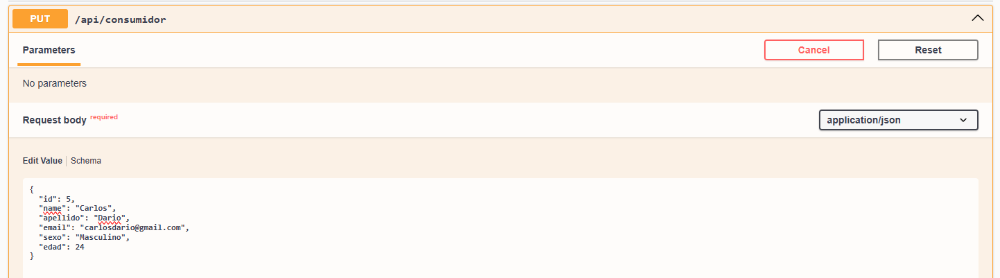 PUT /api/consumidor
Parameters
Cancel
Reset
No parameters
Request body required
application/json
Edit Value | Schema
{
  "id": 5,
  "name": "Carlos",
  "apellido": "Dario",
  "email": "carlosdario@gmail.com",
  "sexo": "Masculino",
  "edad": 24
}